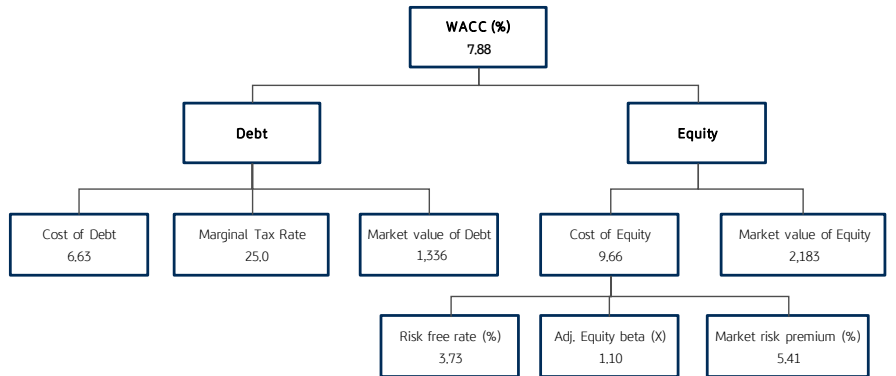 WACC (%)
7.88
Debt
Equity
Cost of Debt
6.63
Marginal Tax Rate
25.0
Market value of Debt
1,336
Cost of Equity
9.66
Market value of Equity
2,183
Risk free rate (%)
3.73
Adj. Equity beta (X)
1.10
Market risk premium (%)
5.41